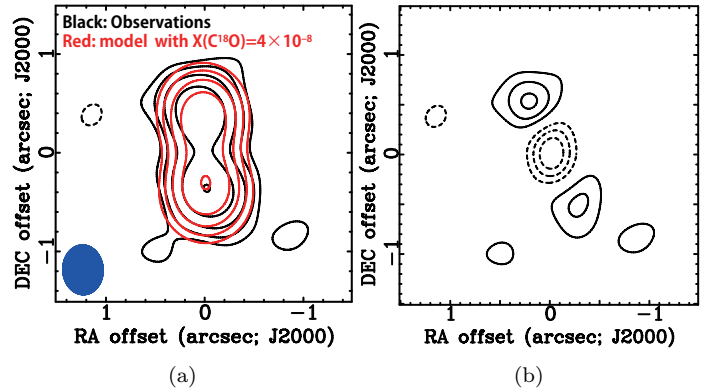 Black: Observations
Red: model with X(C¹⁸O)=4×10⁻⁸
DEC offset (arcsec; J2000)
1
0
−1
1
0
−1
RA offset (arcsec; J2000)
(a)
DEC offset (arcsec; J2000)
1
0
−1
1
0
−1
RA offset (arcsec; J2000)
(b)